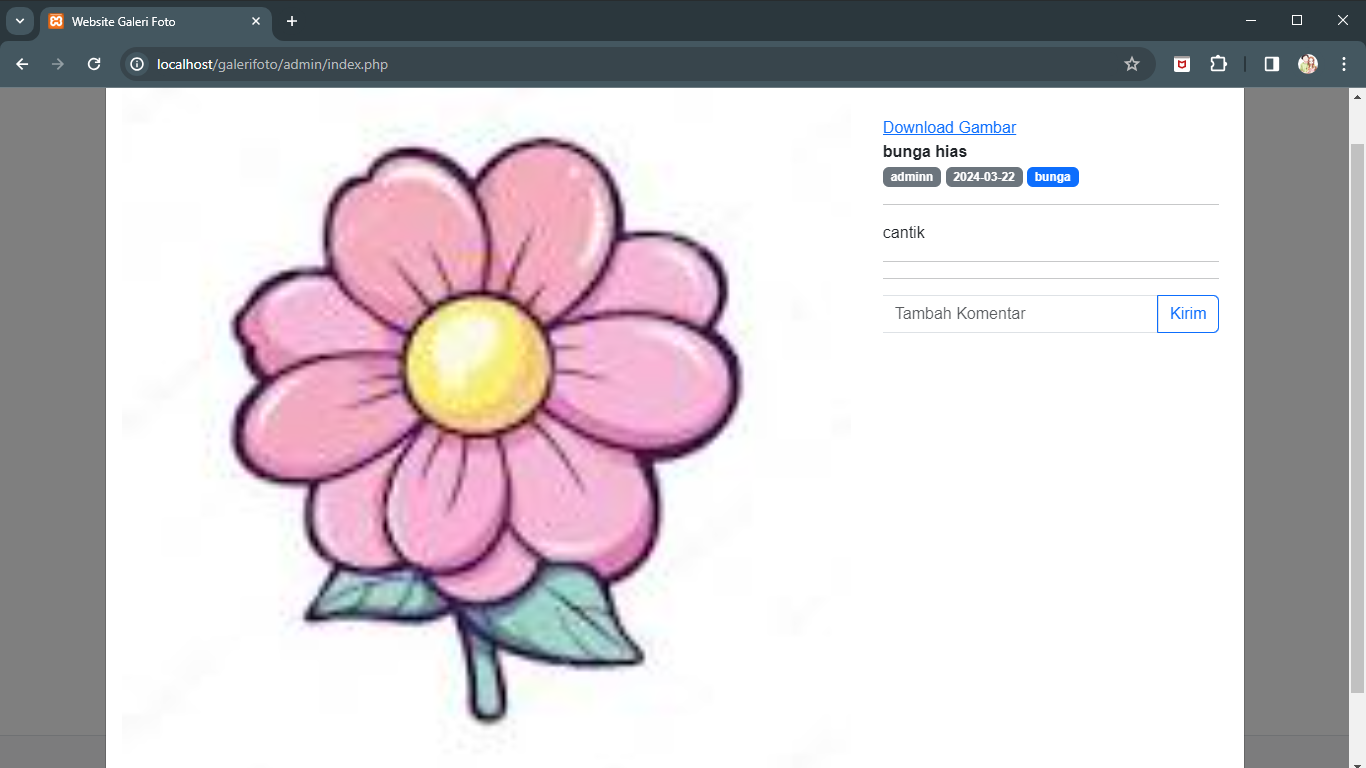 Website Galeri Foto
localhost/galerifoto/admin/index.php
Download Gambar
bunga hias
adminn 2024-03-22 bunga
cantik
Tambah Komentar Kirim